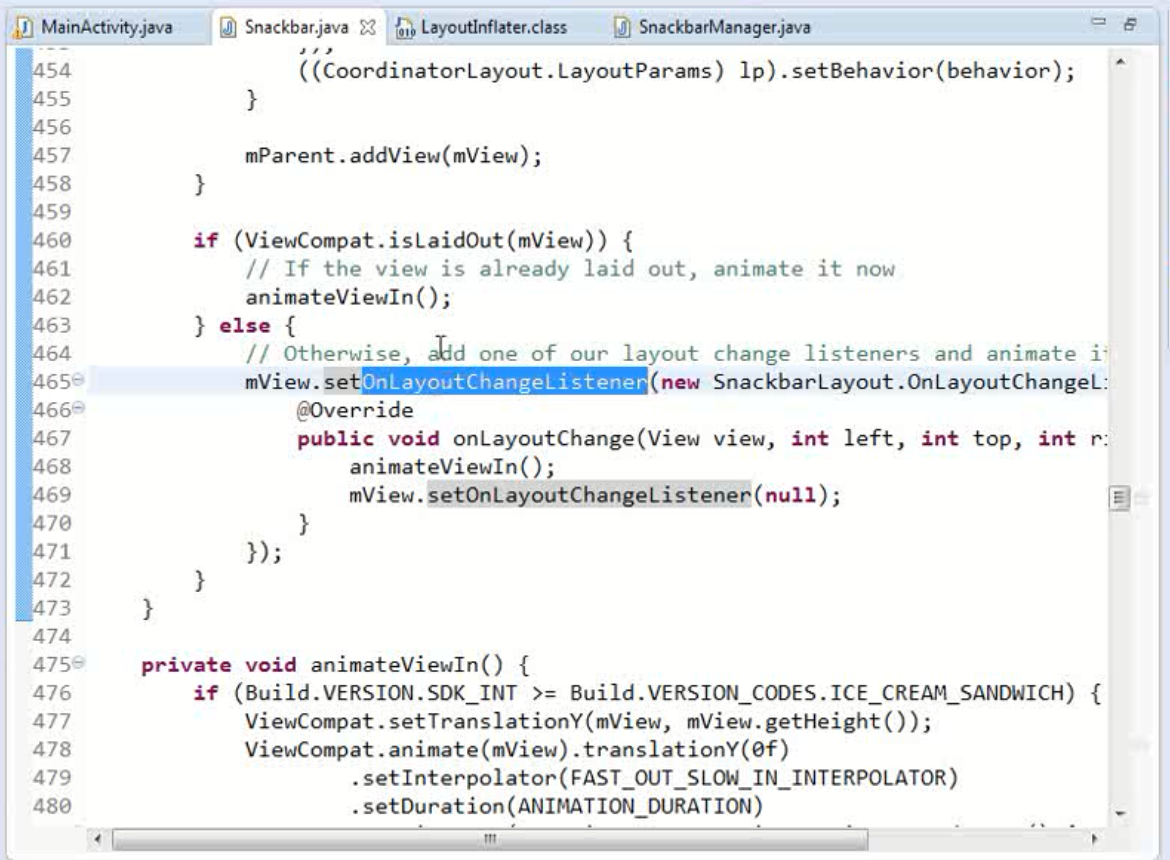 MainActivity.java Snackbar.java LayoutInflater.class SnackbarManager.java
454 ((CoordinatorLayout.LayoutParams) lp).setBehavior(behavior);
455 }
456
457 mParent.addView(mView);
458 }
459
460 if (ViewCompat.isLaidOut(mView)) {
461 // If the view is already laid out, animate it now
462 animateViewIn();
463 } else {
464 // Otherwise, add one of our layout change listeners and animate
465 mView.setOnLayoutChangeListener(new SnackbarLayout.OnLayoutChangeL
466 @Override
467 public void onLayoutChange(View view, int left, int top, int
468 animateViewIn();
469 mView.setOnLayoutChangeListener(null);
470 }
471 });
472 }
473 }
474
475 private void animateViewIn() {
476 if (Build.VERSION.SDK_INT >= Build.VERSION_CODES.ICE_CREAM_SANDWICH) {
477 ViewCompat.setTranslationY(mView, mView.getHeight());
478 ViewCompat.animate(mView).translationY(0f)
479 .setInterpolator(FAST_OUT_SLOW_IN_INTERPOLATOR)
480 .setDuration(ANIMATION_DURATION)